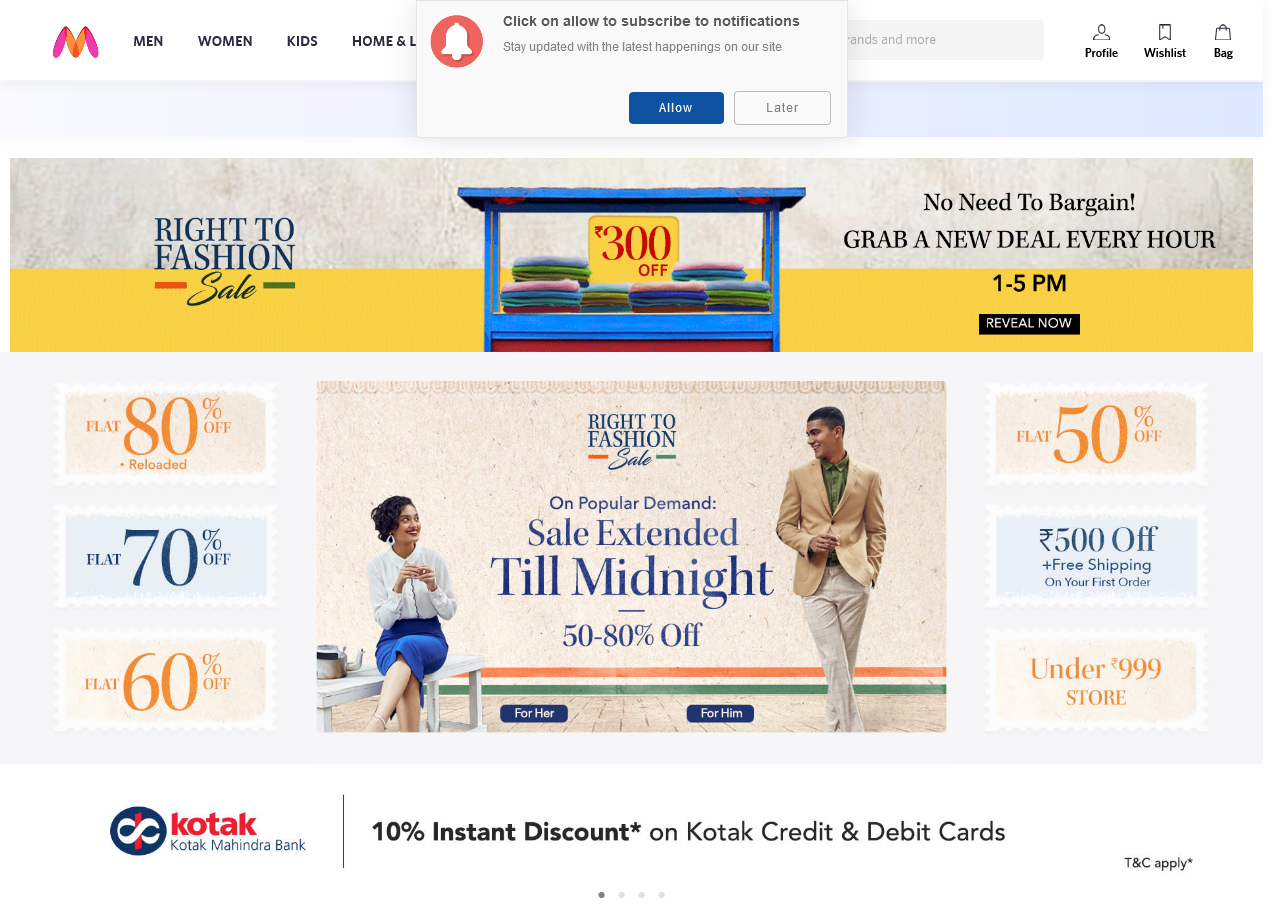 MEN
WOMEN
KIDS
HOME & L
Click on allow to subscribe to notifications
Stay updated with the latest happenings on our site
Allow
Later
and more
Profile
Wishlist
Bag
RIGHT TO
FASHION
Sale
₹300
OFF
No Need To Bargain!
GRAB A NEW DEAL EVERY HOUR
1-5 PM
REVEAL NOW
FLAT 80% OFF
• Reloaded
FLAT 70% OFF
FLAT 60% OFF
RIGHT TO
FASHION
Sale
On Popular Demand:
Sale Extended
Till Midnight
50-80% Off
For Her
For Him
FLAT 50% OFF
₹500 Off
+Free Shipping
On Your First Order
Under ₹999
STORE
kotak
Kotak Mahindra Bank
10% Instant Discount* on Kotak Credit & Debit Cards
T&C apply*